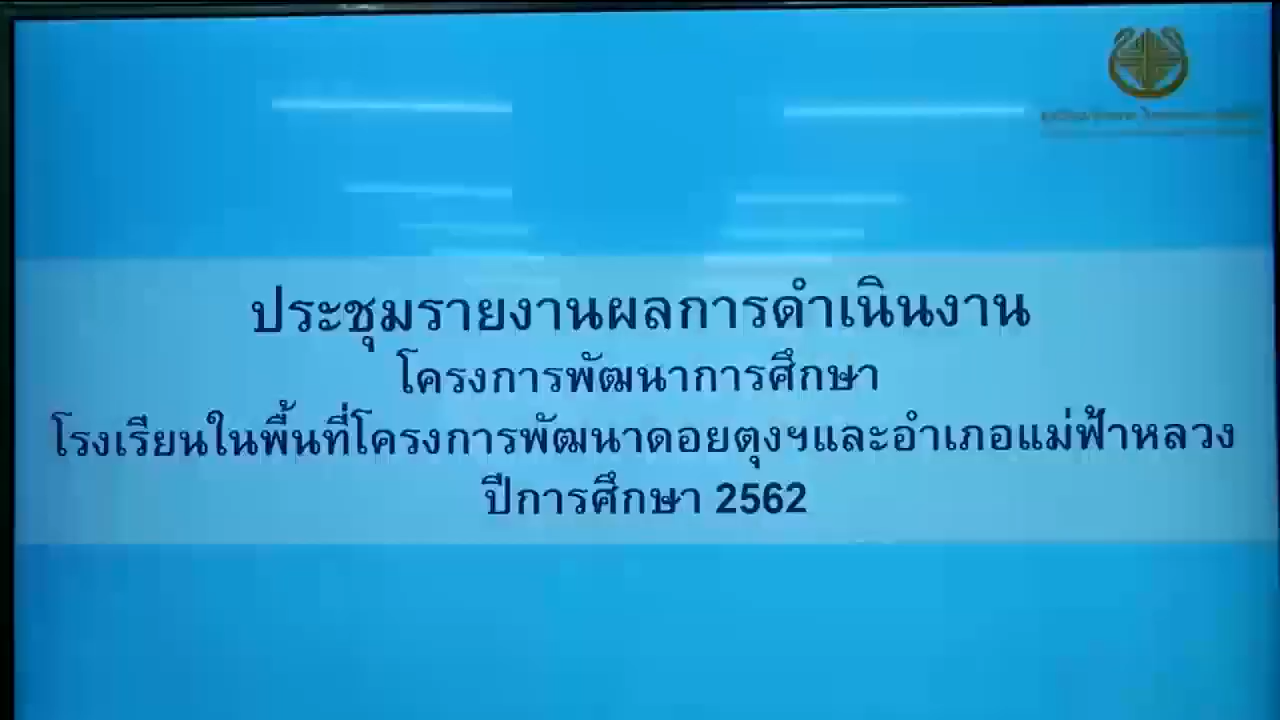 ประชุมรายงานผลการดำเนินงาน
โครงการพัฒนาการศึกษา
โรงเรียนในพื้นที่โครงการพัฒนาดอยตุงฯและอำเภอแม่ฟ้าหลวง
ปีการศึกษา 2562